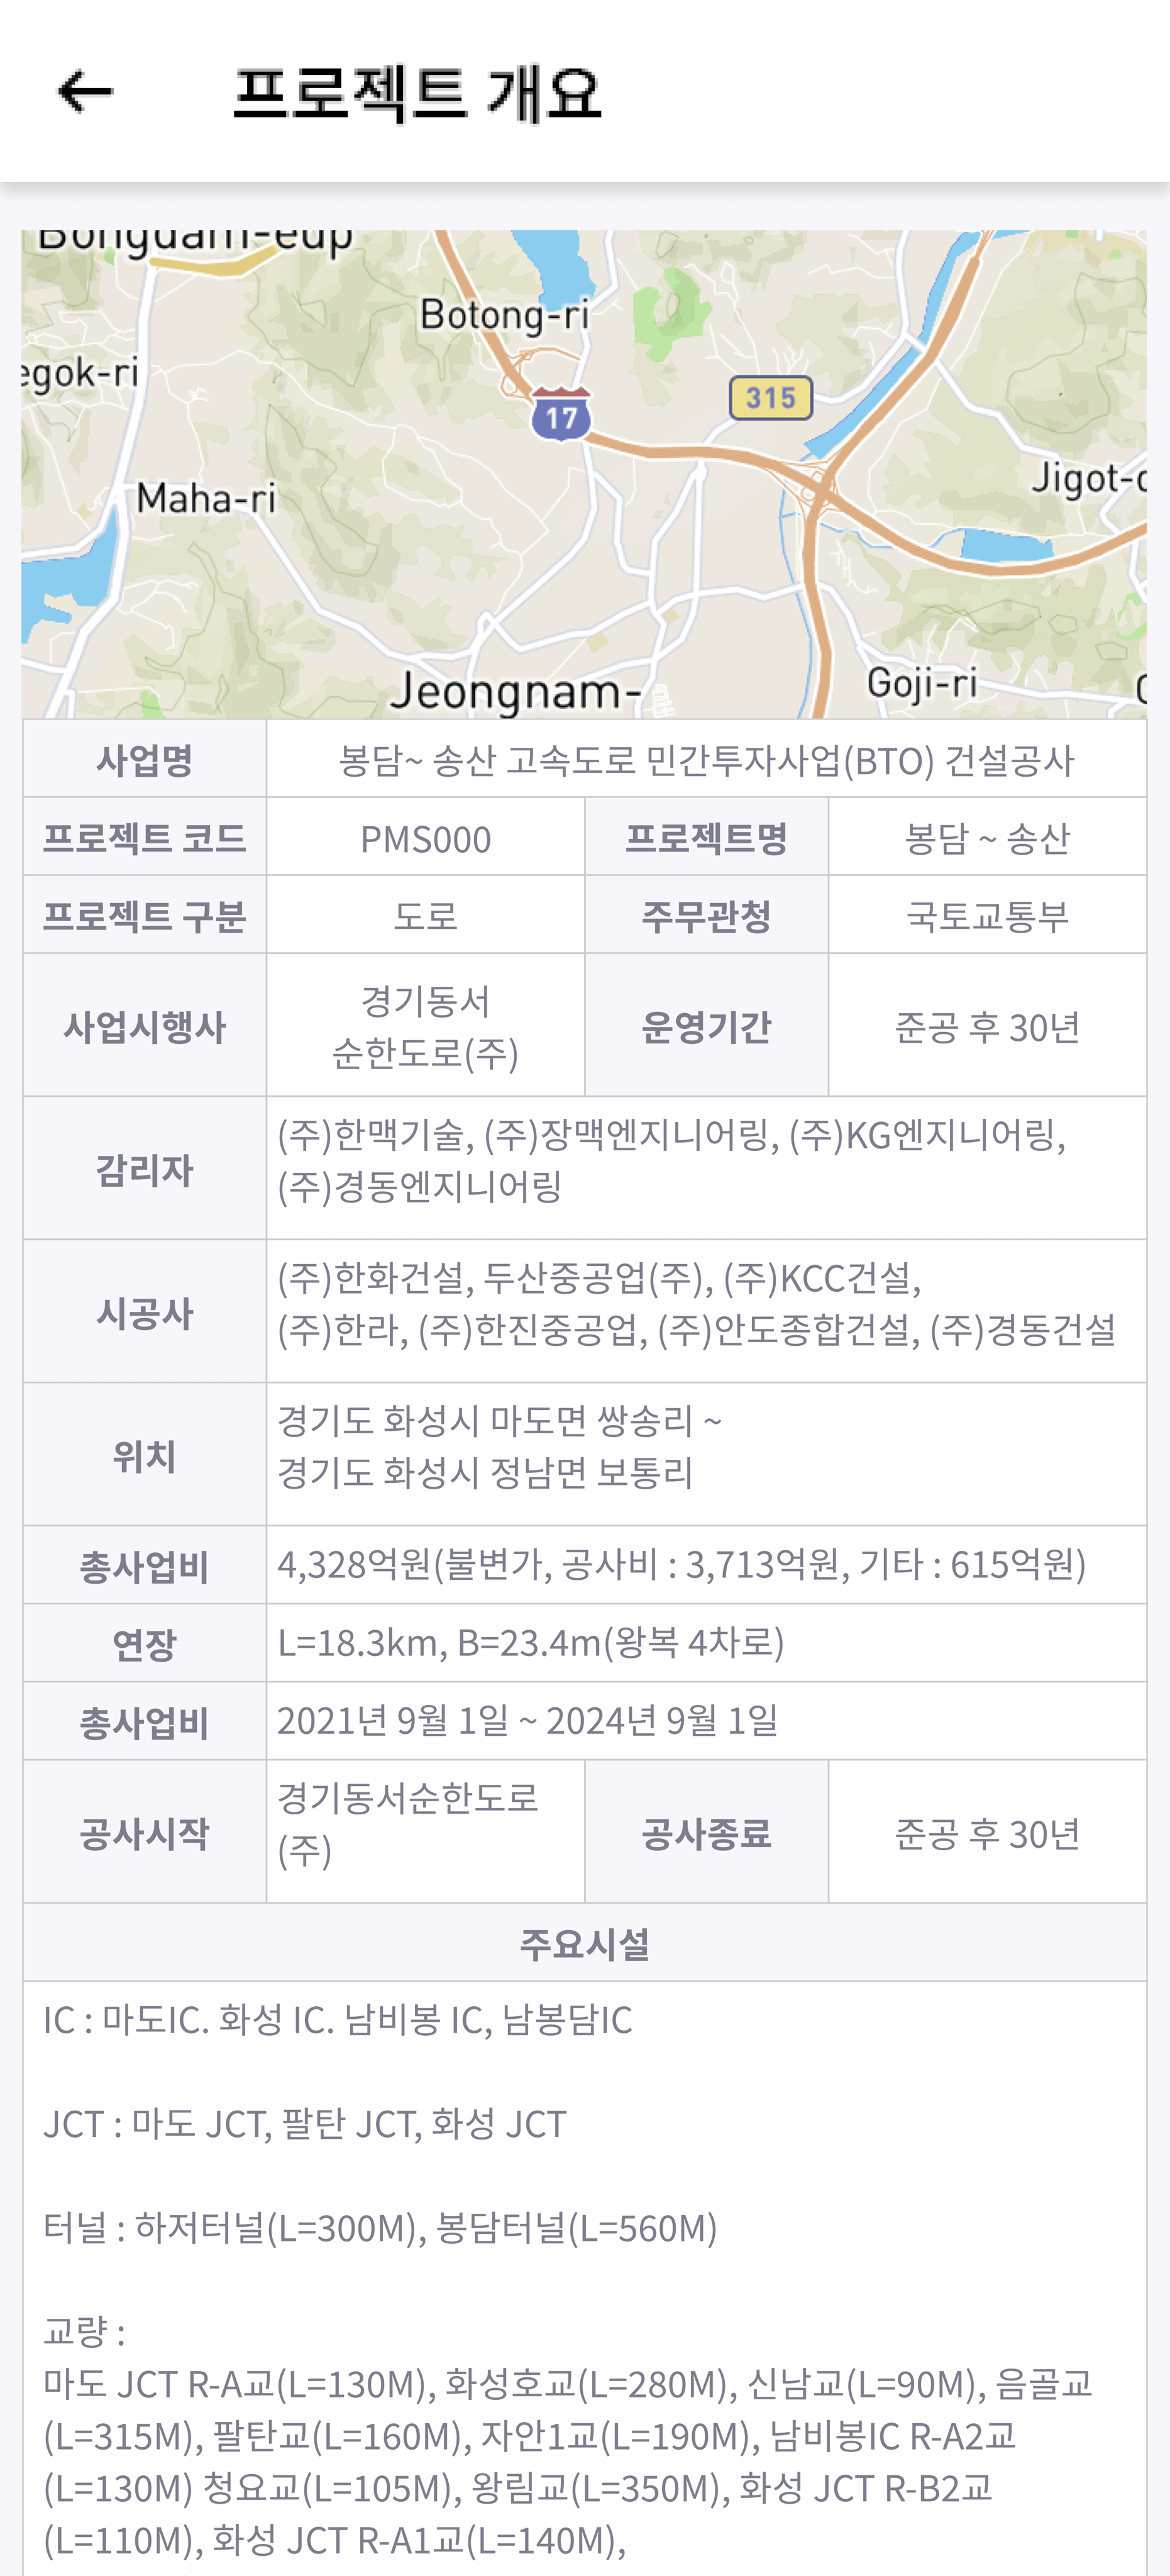 프로젝트 개요
Bongdam-eup
Botong-ri
egok-ri
17
315
Maha-ri
Jigot-d
Jeongnam-
Goji-ri
사업명 봉담~ 송산 고속도로 민간투자사업(BTO) 건설공사
프로젝트 코드 PMS000 프로젝트명 봉담 ~ 송산
프로젝트 구분 도로 주무관청 국토교통부
사업시행사 경기동서
순한도로(주) 운영기간 준공 후 30년
감리자 (주)한맥기술, (주)장맥엔지니어링, (주)KG엔지니어링,
(주)경동엔지니어링
시공사 (주)한화건설, 두산중공업(주), (주)KCC건설,
(주)한라, (주)한진중공업, (주)안도종합건설, (주)경동건설
위치 경기도 화성시 마도면 쌍송리 ~
경기도 화성시 정남면 보통리
총사업비 4,328억원(불변가, 공사비 : 3,713억원, 기타 : 615억원)
연장 L=18.3km, B=23.4m(왕복 4차로)
총사업비 2021년 9월 1일 ~ 2024년 9월 1일
공사시작 경기동서순한도로
(주) 공사종료 준공 후 30년
주요시설
IC : 마도IC. 화성 IC. 남비봉 IC, 남봉담IC
JCT : 마도 JCT, 팔탄 JCT, 화성 JCT
터널 : 하저터널(L=300M), 봉담터널(L=560M)
교량 :
마도 JCT R-A교(L=130M), 화성호교(L=280M), 신남교(L=90M), 음골교
(L=315M), 팔탄교(L=160M), 자안1교(L=190M), 남비봉IC R-A2교
(L=130M) 청요교(L=105M), 왕림교(L=350M), 화성 JCT R-B2교
(L=110M), 화성 JCT R-A1교(L=140M),